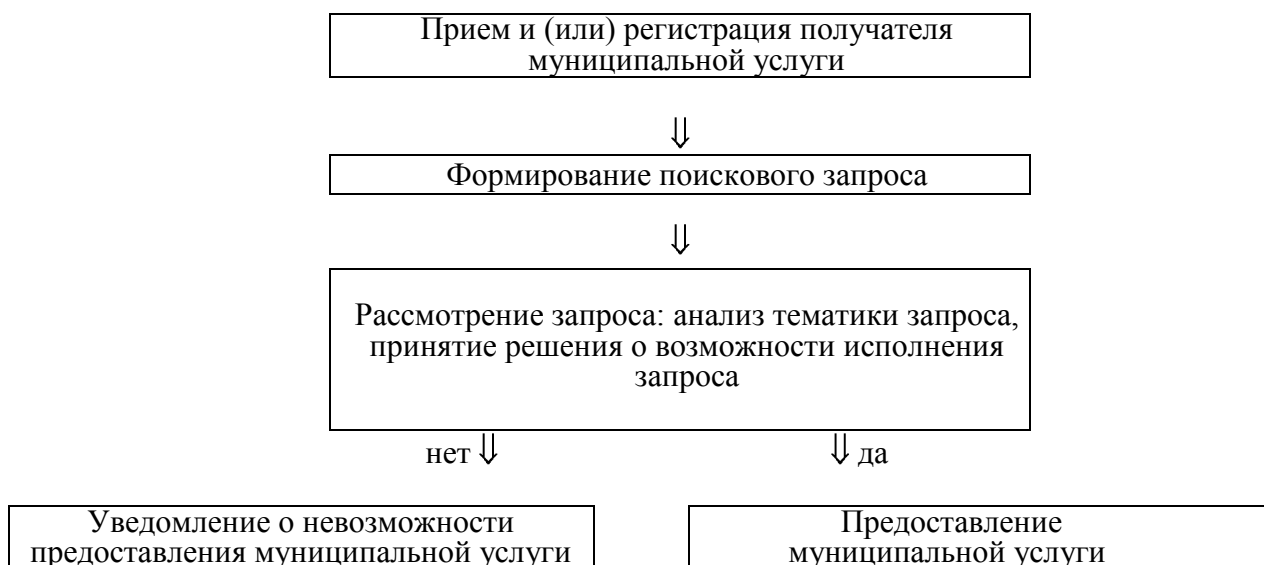 Прием и (или) регистрация получателя
муниципальной услуги
⇓
Формирование поискового запроса
⇓
Рассмотрение запроса: анализ тематики запроса,
принятие решения о возможности исполнения
запроса
нет ⇓ ⇓ да
Уведомление о невозможности
предоставления муниципальной услуги
Предоставление
муниципальной услуги